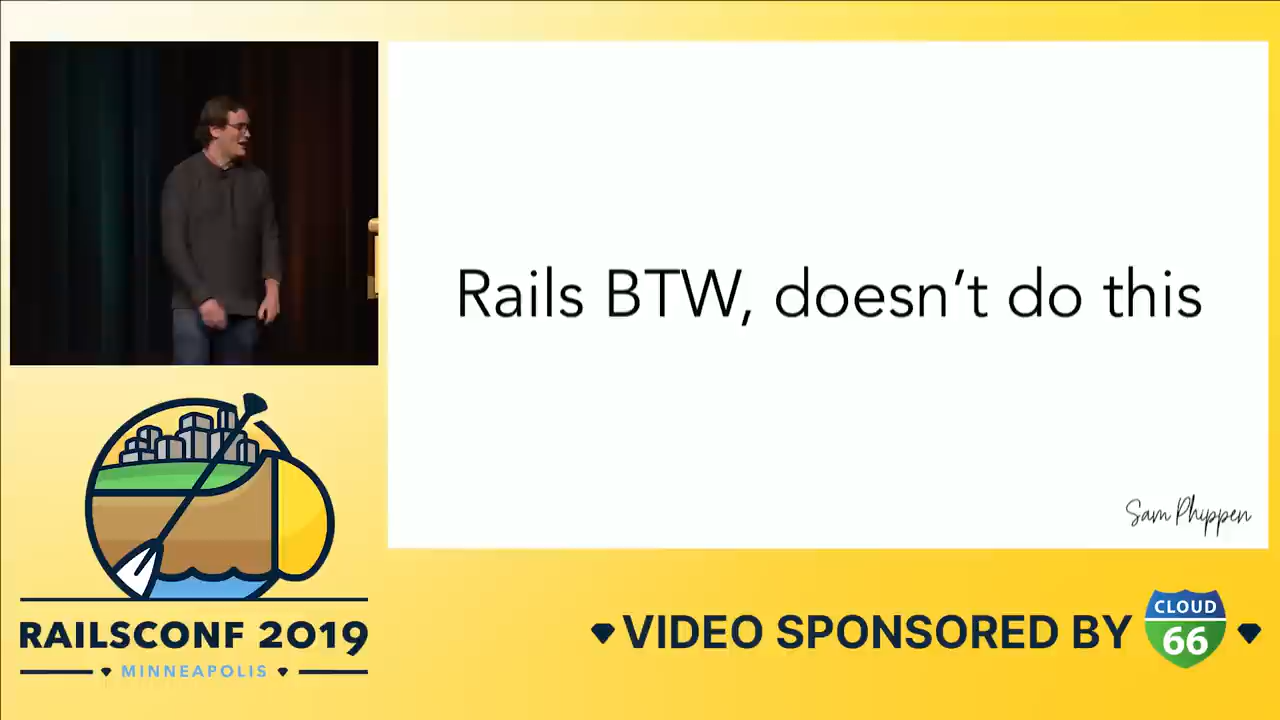 Rails BTW, doesn't do this
Sam Phippen
RAILSCONF 2019
MINNEAPOLIS
VIDEO SPONSORED BY
CLOUD
66